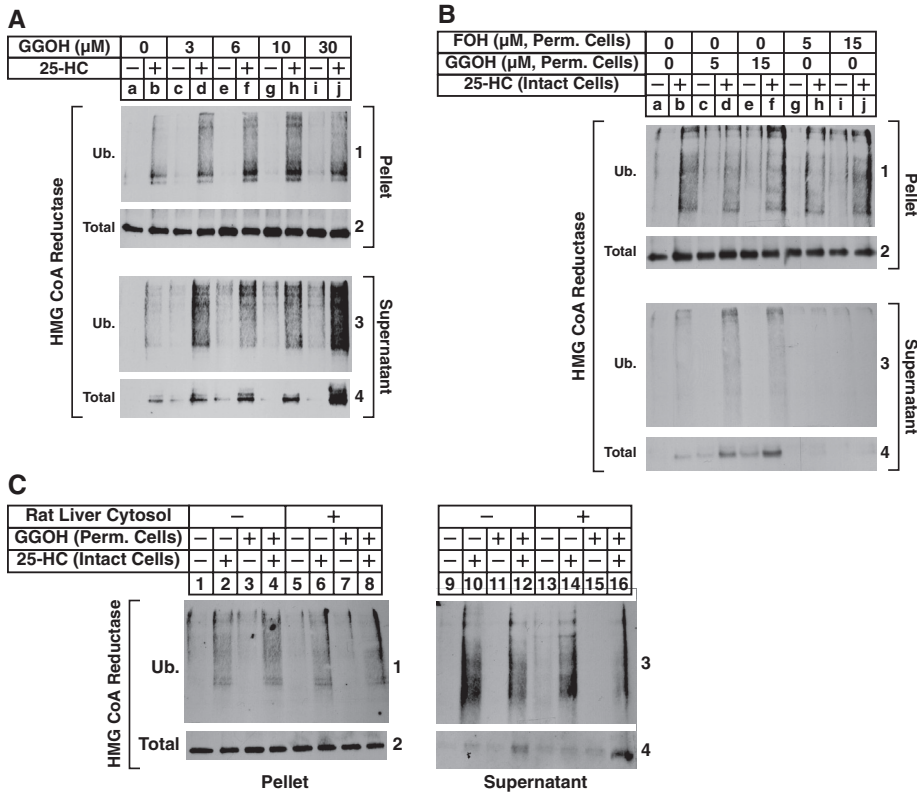 A
GGOH (µM) 0 3 6 10 30
25-HC − + − + − + − + − +
a b c d e f g h i j
HMG CoA Reductase
Ub. 1
Total 2
Pellet
Ub. 3
Total 4
Supernatant
B
FOH (µM, Perm. Cells) 0 0 0 5 15
GGOH (µM, Perm. Cells) 0 5 15 0 0
25-HC (Intact Cells) − + − + − + − + − +
a b c d e f g h i j
HMG CoA Reductase
Ub. 1
Total 2
Pellet
Ub. 3
Total 4
Supernatant
C
Rat Liver Cytosol − + − +
GGOH (Perm. Cells) − − + + − − + + − − + + − − + +
25-HC (Intact Cells) − + − + − + − + − + − + − + − +
1 2 3 4 5 6 7 8 9 10 11 12 13 14 15 16
HMG CoA Reductase
Ub. 1 3
Total 2 4
Pellet Supernatant